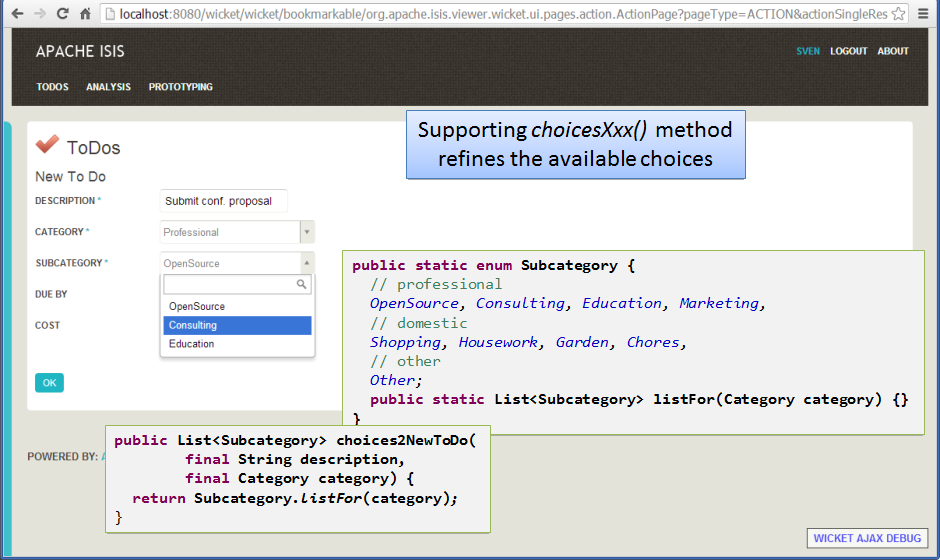 localhost:8080/wicket/wicket/bookmarkable/org.apache.isis.viewer.wicket.ui.pages.action.ActionPage?pageType=ACTION&actionSingleRes
APACHE ISIS
SVEN LOGOUT ABOUT
TODOS ANALYSIS PROTOTYPING
Supporting choicesXxx() method
refines the available choices
ToDos
New To Do
DESCRIPTION *
Submit conf. proposal
CATEGORY *
Professional
SUBCATEGORY *
OpenSource
DUE BY
OpenSource
COST
Consulting
Education
OK
public static enum Subcategory {
// professional
OpenSource, Consulting, Education, Marketing,
// domestic
Shopping, Housework, Garden, Chores,
// other
Other;
public static List<Subcategory> listFor(Category category) {}
}
POWERED BY: A
public List<Subcategory> choices2NewToDo(
final String description,
final Category category) {
return Subcategory.listFor(category);
}
WICKET AJAX DEBUG